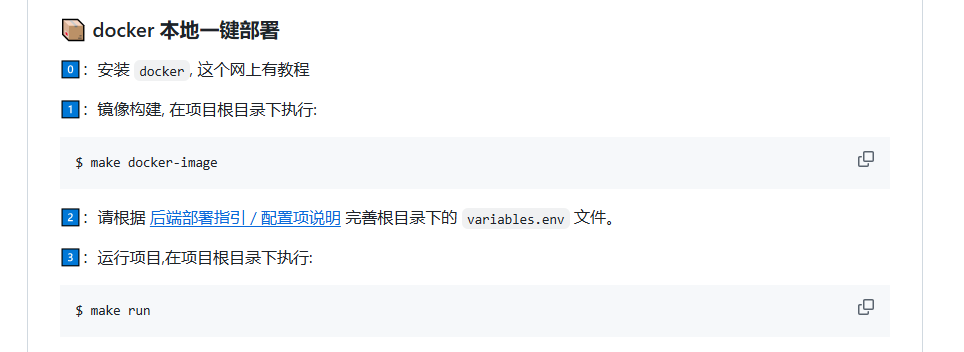 📦 docker 本地一键部署
0️⃣：安装 docker, 这个网上有教程
1️⃣：镜像构建, 在项目根目录下执行:
$ make docker-image
2️⃣：请根据 后端部署指引 / 配置项说明 完善根目录下的 variables.env 文件。
3️⃣：运行项目,在项目根目录下执行:
$ make run